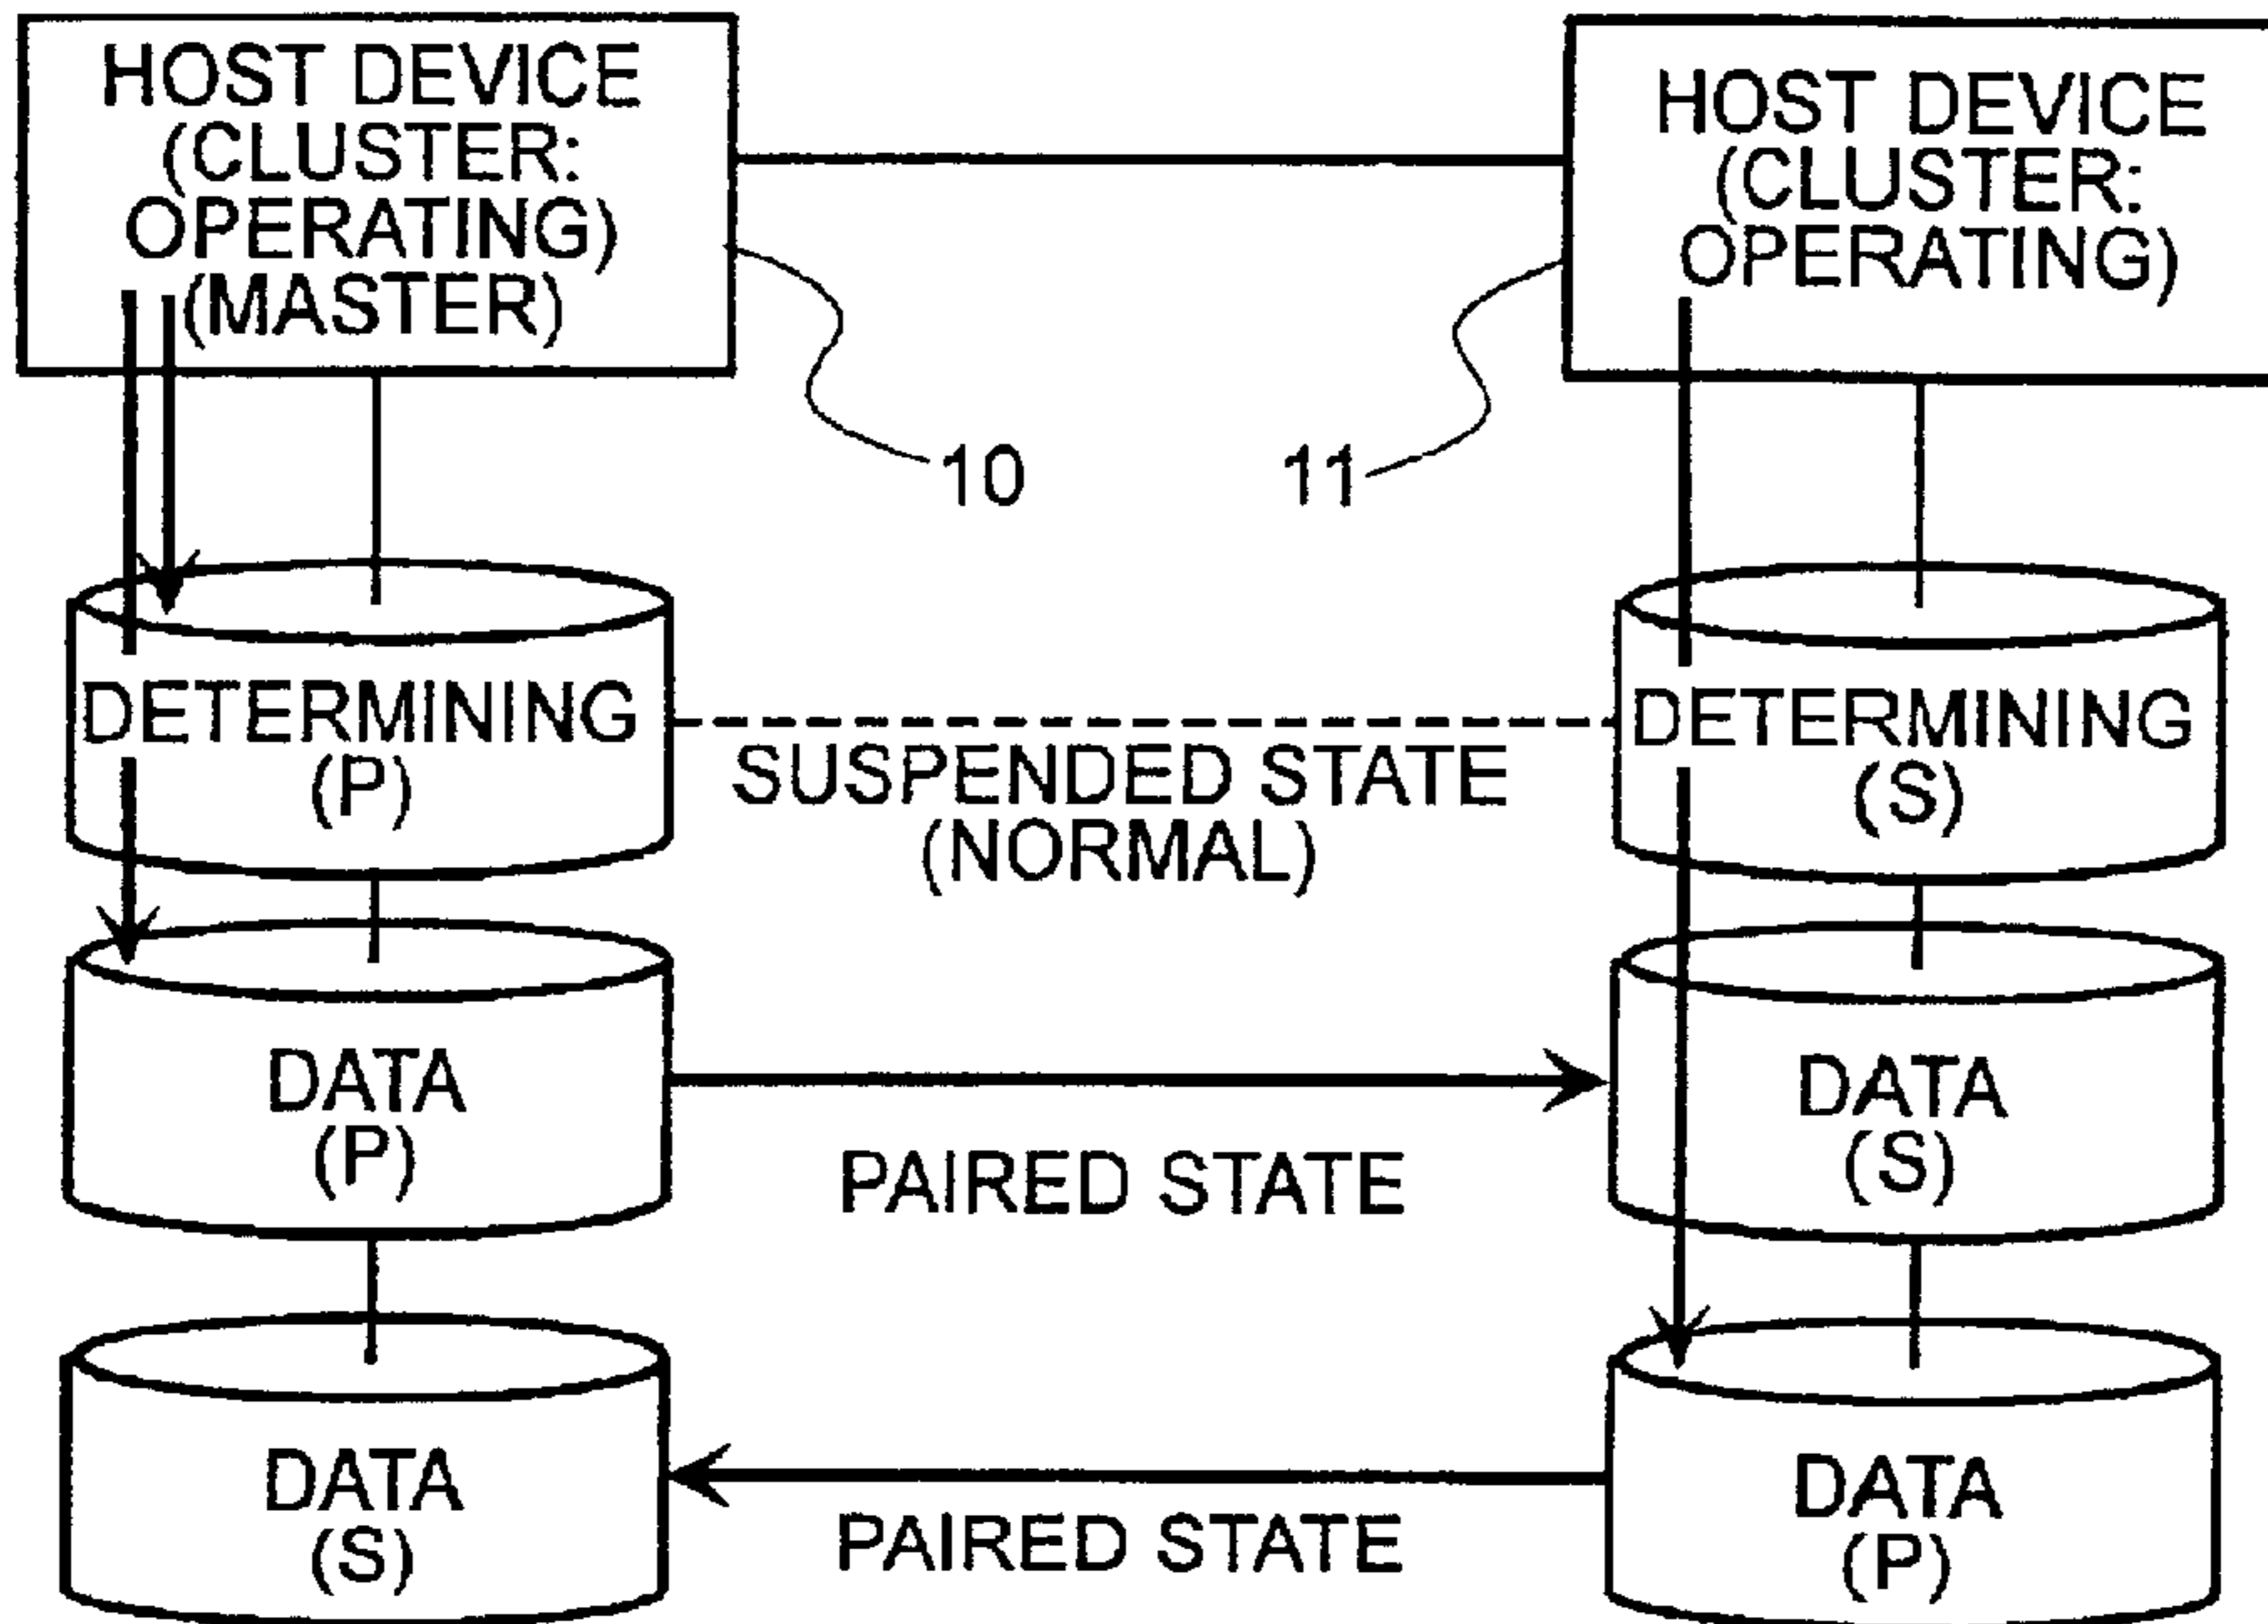 HOST DEVICE
(CLUSTER:
OPERATING)
(MASTER)
HOST DEVICE
(CLUSTER:
OPERATING)
10
11
DETERMINING
(P)
SUSPENDED STATE
(NORMAL)
DETERMINING
(S)
DATA
(P)
PAIRED STATE
DATA
(S)
DATA
(S)
PAIRED STATE
DATA
(P)